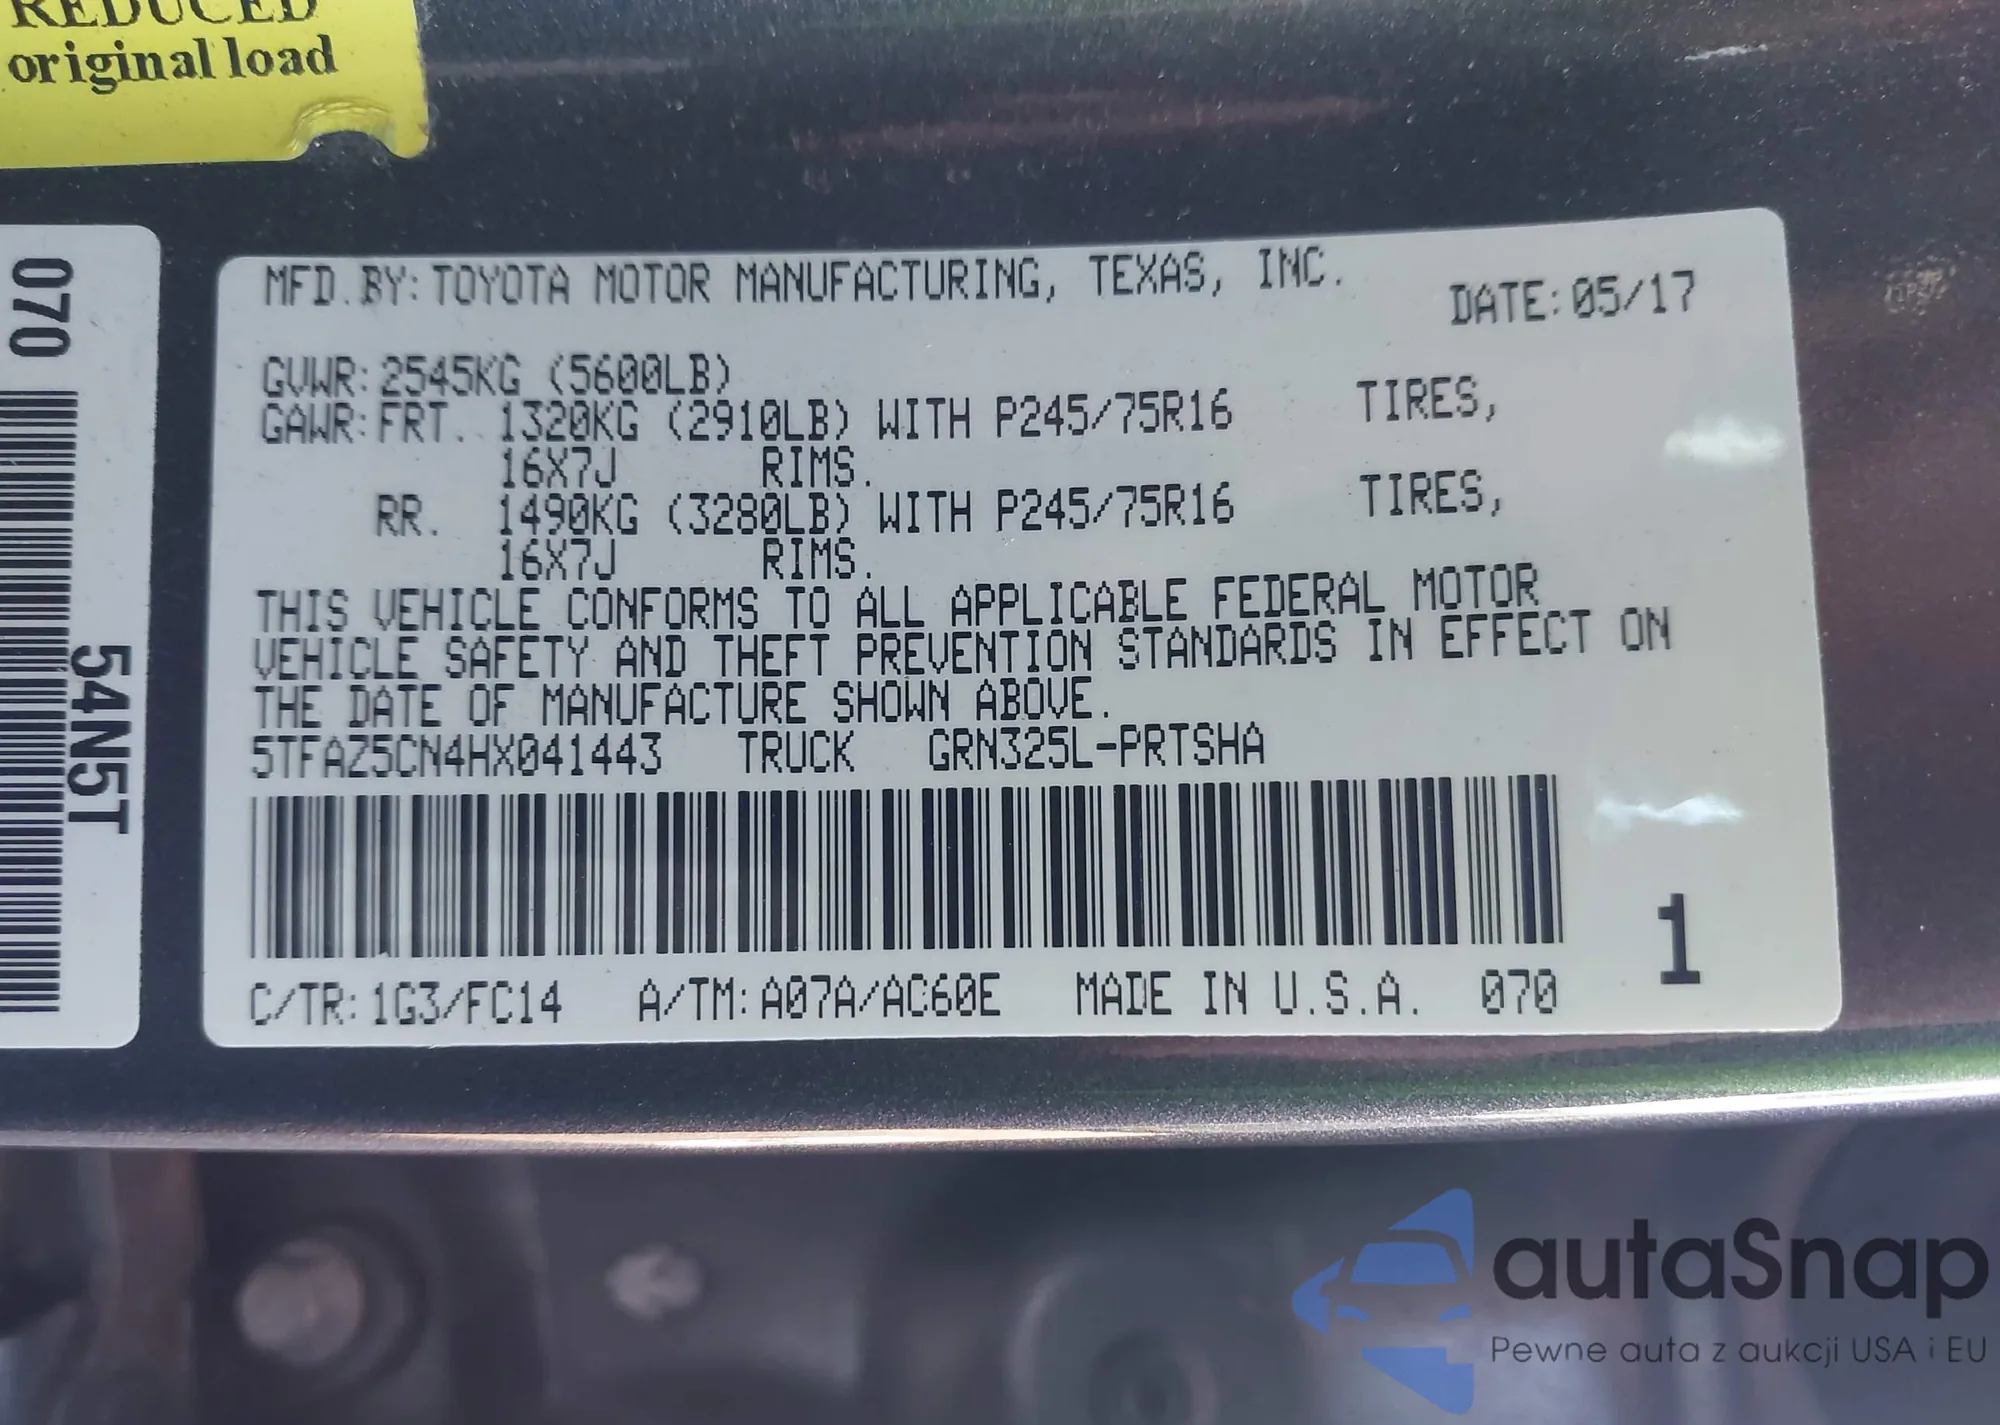 REDUCED
original load
070
54N5T
MFD.BY:TOYOTA MOTOR MANUFACTURING, TEXAS, INC.
DATE:05/17
GVWR:2545KG (5600LB)
GAWR:FRT. 1320KG (2910LB) WITH P245/75R16 TIRES,
16X7J RIMS.
RR. 1490KG (3280LB) WITH P245/75R16 TIRES,
16X7J RIMS.
THIS VEHICLE CONFORMS TO ALL APPLICABLE FEDERAL MOTOR
VEHICLE SAFETY AND THEFT PREVENTION STANDARDS IN EFFECT ON
THE DATE OF MANUFACTURE SHOWN ABOVE.
5TFAZ5CN4HX041443 TRUCK GRN325L-PRTSHA
1
C/TR:1G3/FC14 A/TM:A07A/AC60E MADE IN U.S.A. 070
autaSnap
Pewne auta z aukcji USA i EU